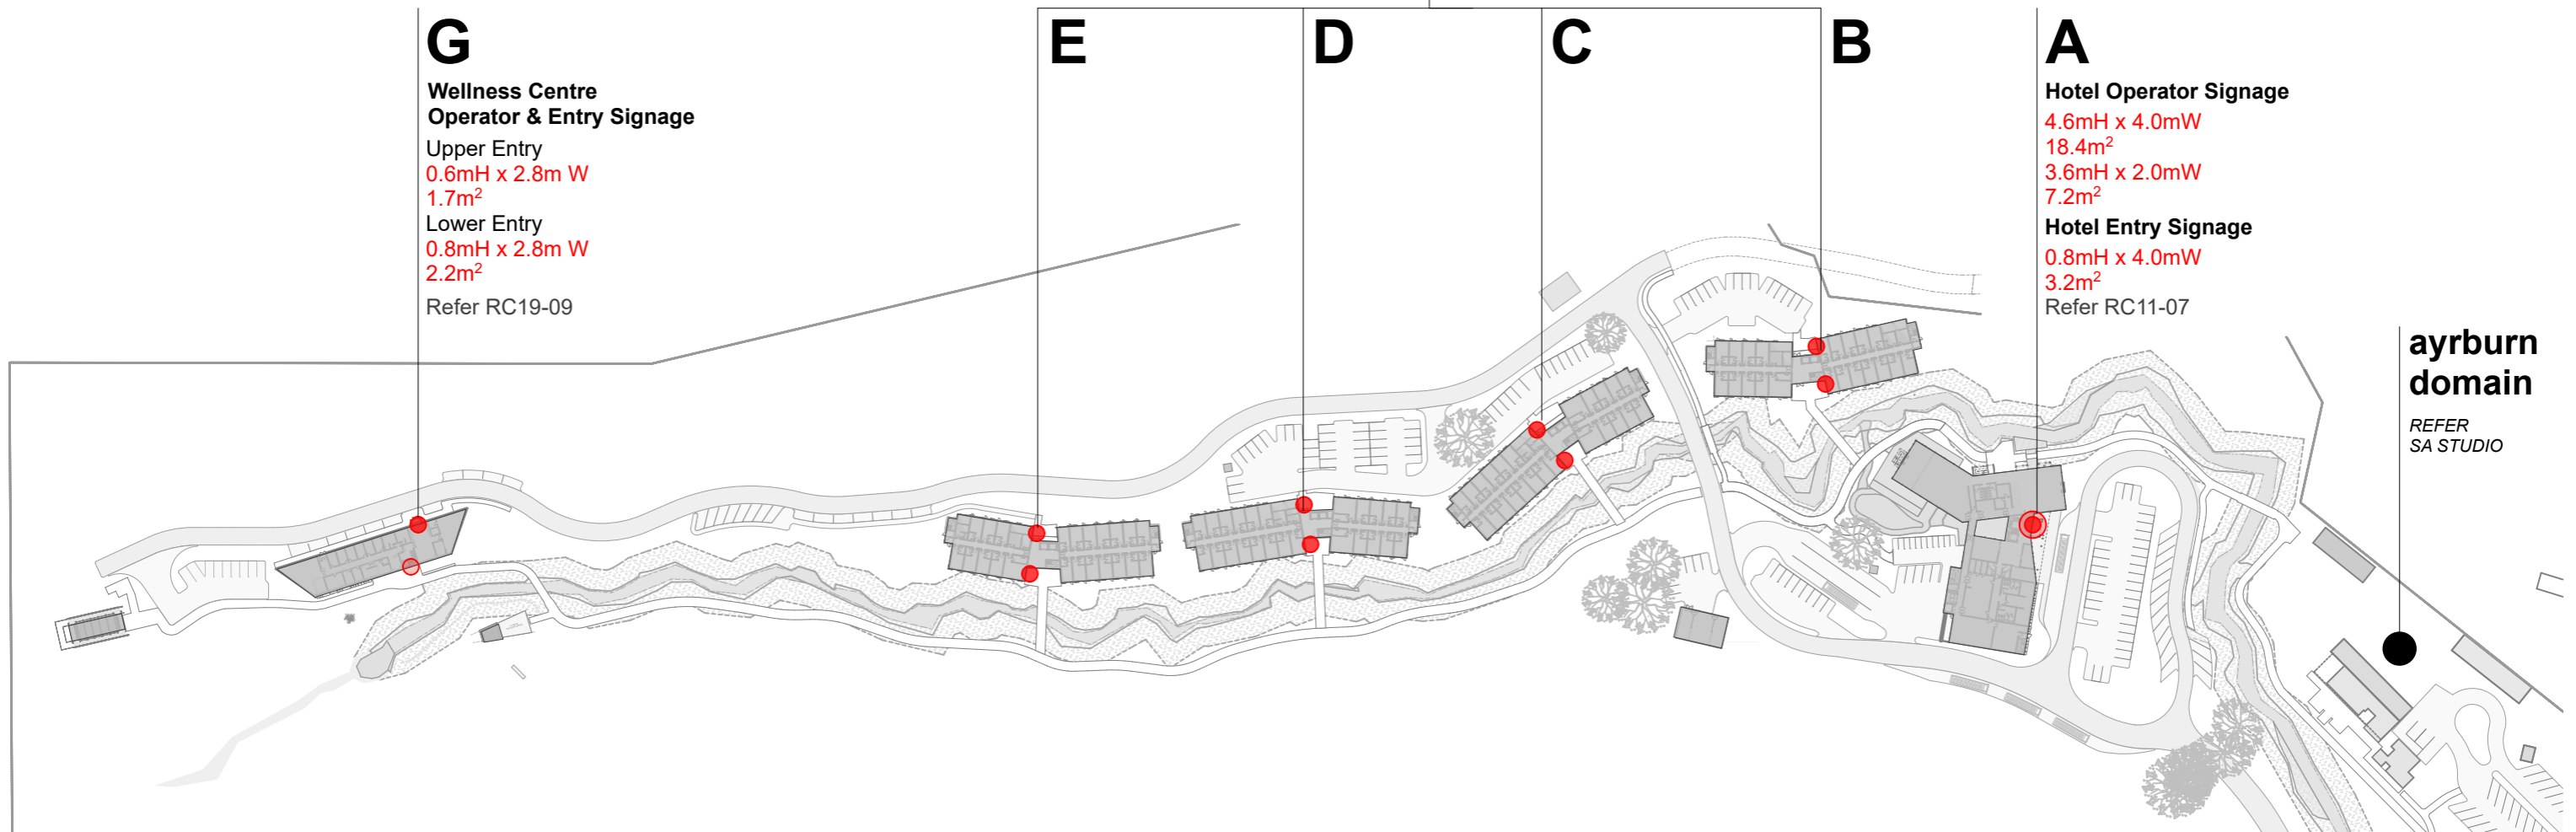 G
Wellness Centre
Operator & Entry Signage
Upper Entry
0.6mH x 2.8m W
1.7m²
Lower Entry
0.8mH x 2.8m W
2.2m²
Refer RC19-09
E
D
C
B
A
Hotel Operator Signage
4.6mH x 4.0mW
18.4m²
3.6mH x 2.0mW
7.2m²
Hotel Entry Signage
0.8mH x 4.0mW
3.2m²
Refer RC11-07
ayrburn
domain
REFER
SA STUDIO